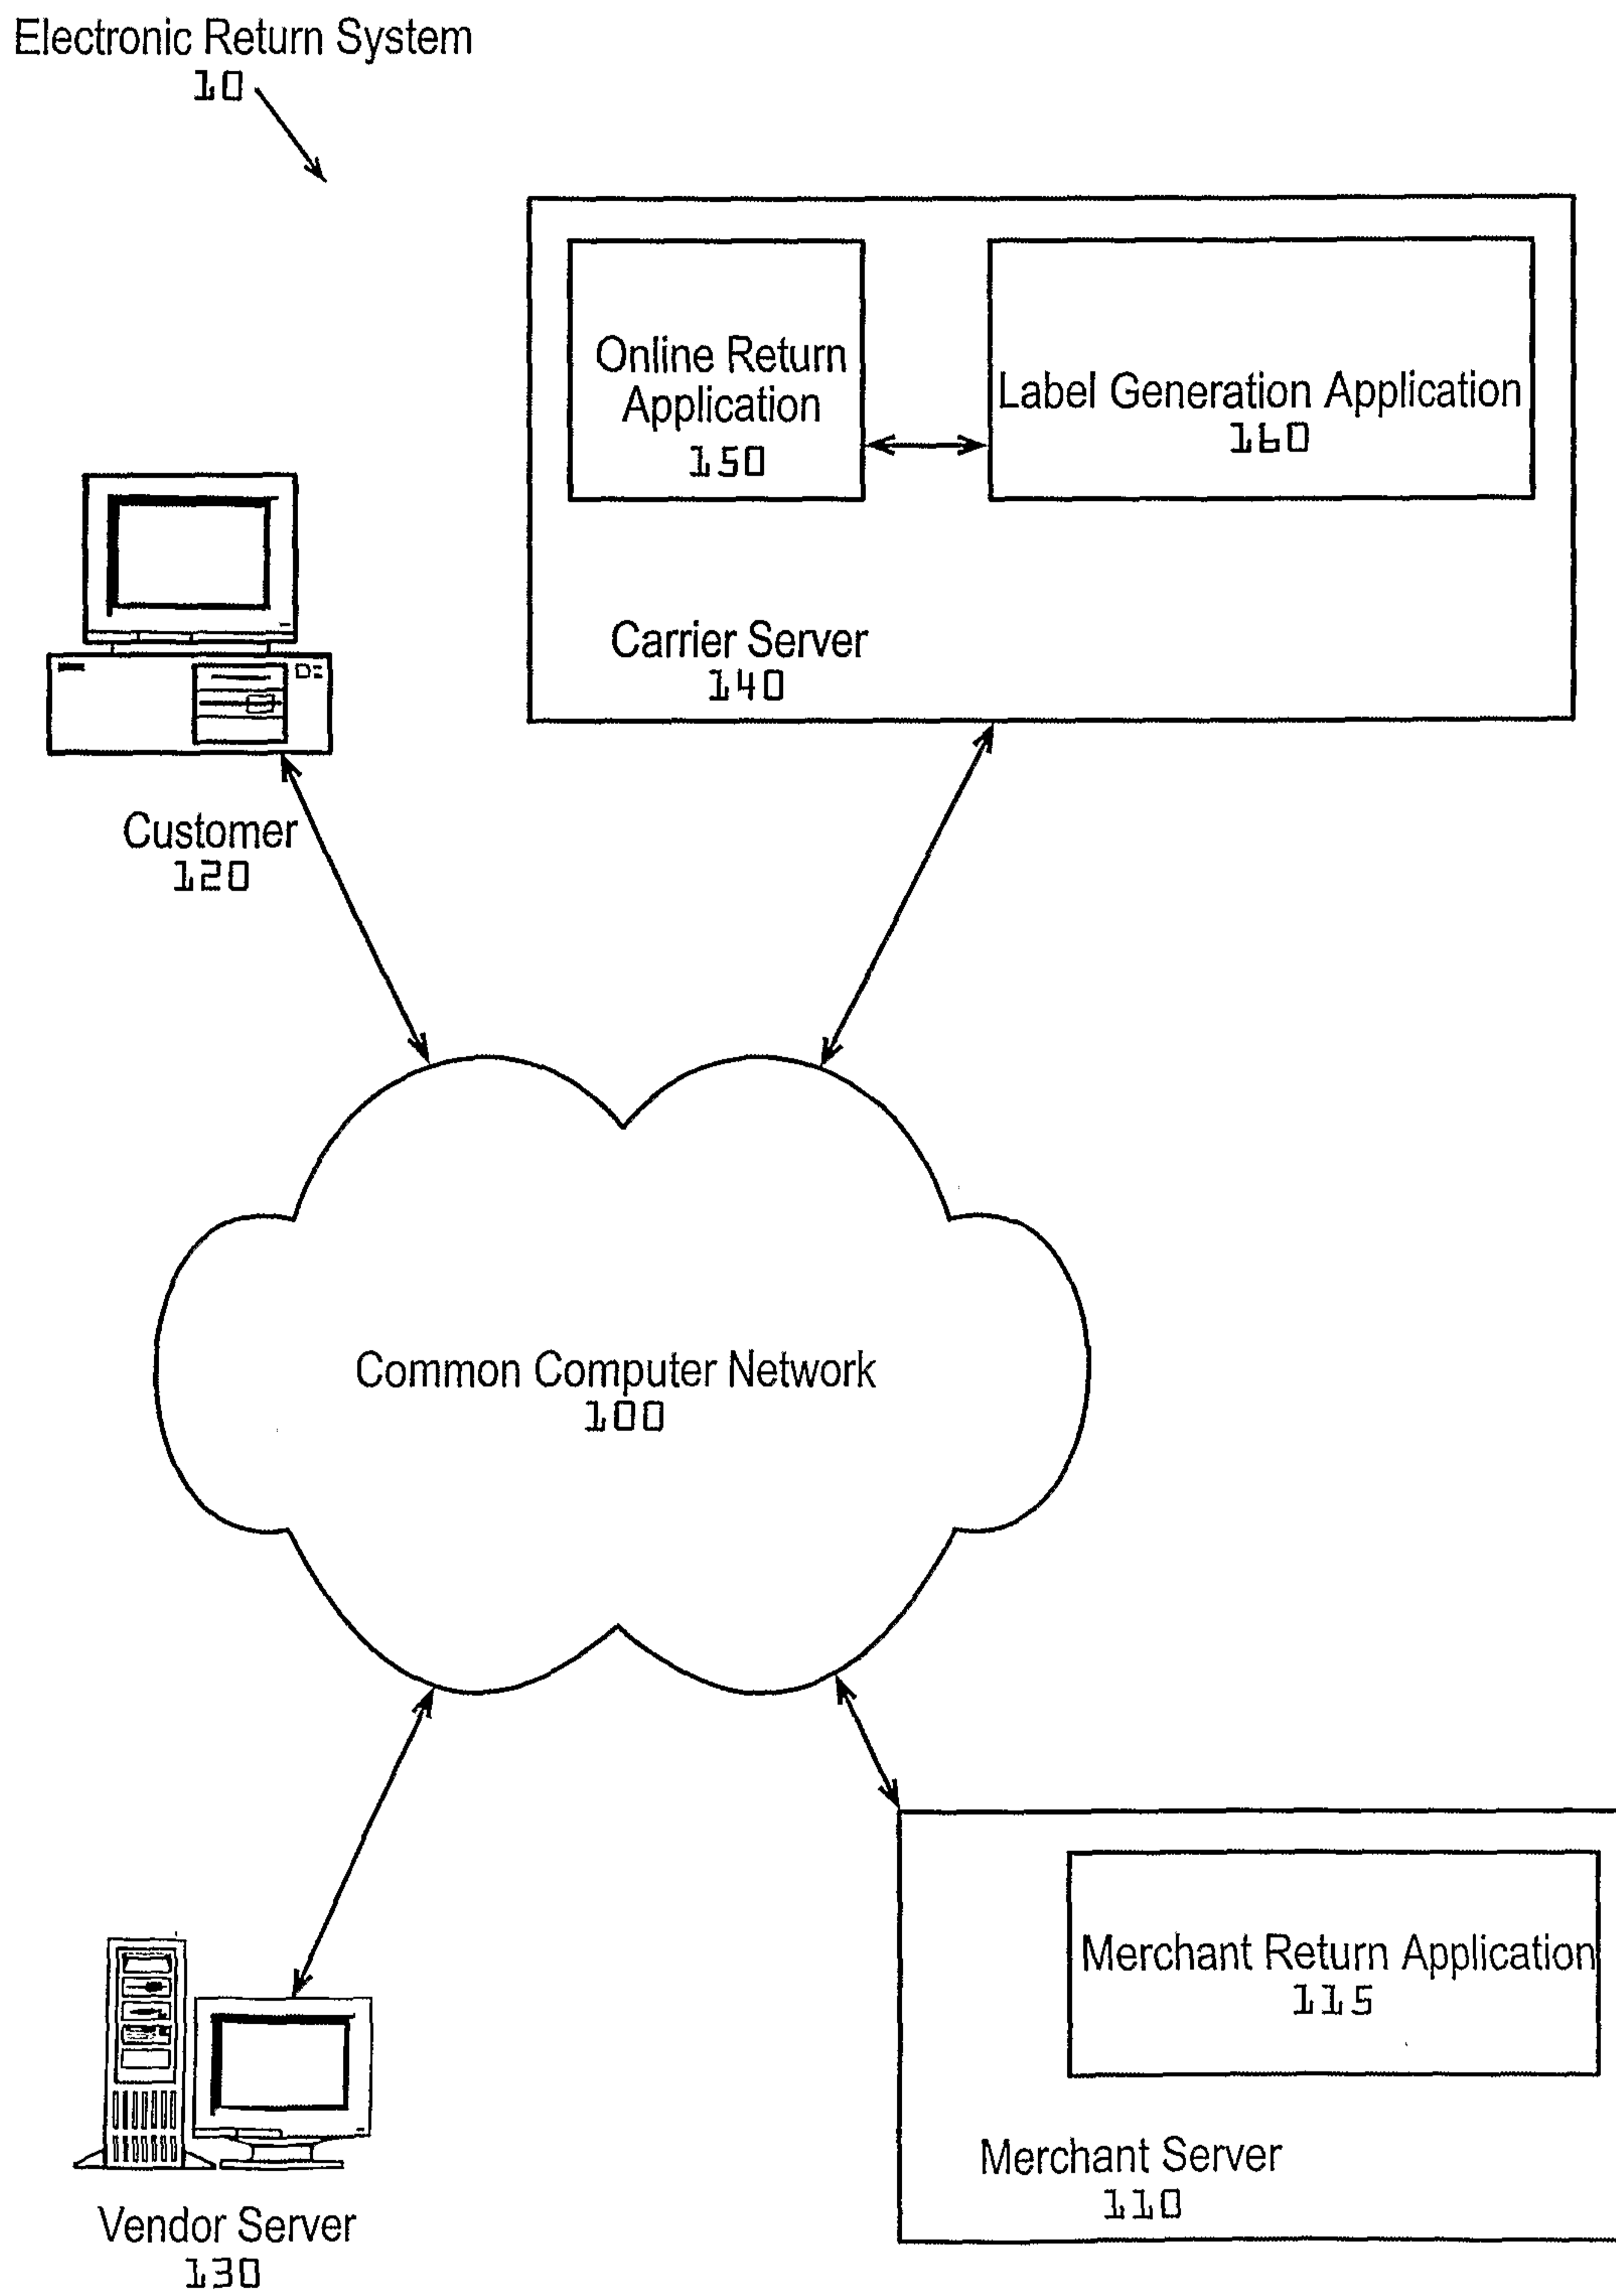 Electronic Return System
10
Online Return
Application
150
Label Generation Application
160
Carrier Server
140
Customer
120
Common Computer Network
100
Merchant Return Application
115
Merchant Server
110
Vendor Server
130